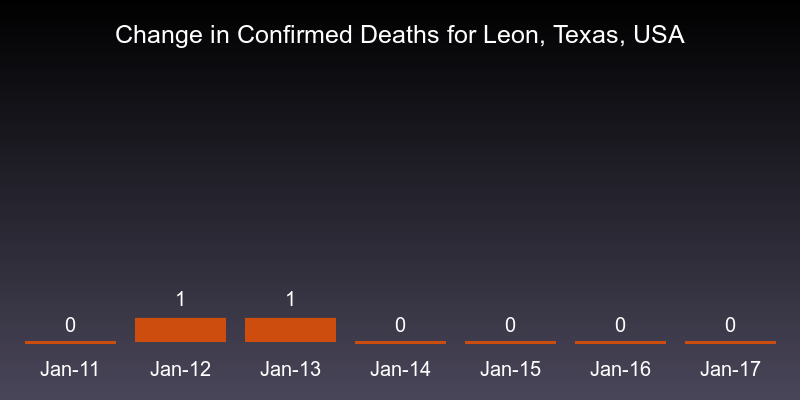 Change in Confirmed Deaths for Leon, Texas, USA
0 1 1 0 0 0 0
Jan-11 Jan-12 Jan-13 Jan-14 Jan-15 Jan-16 Jan-17